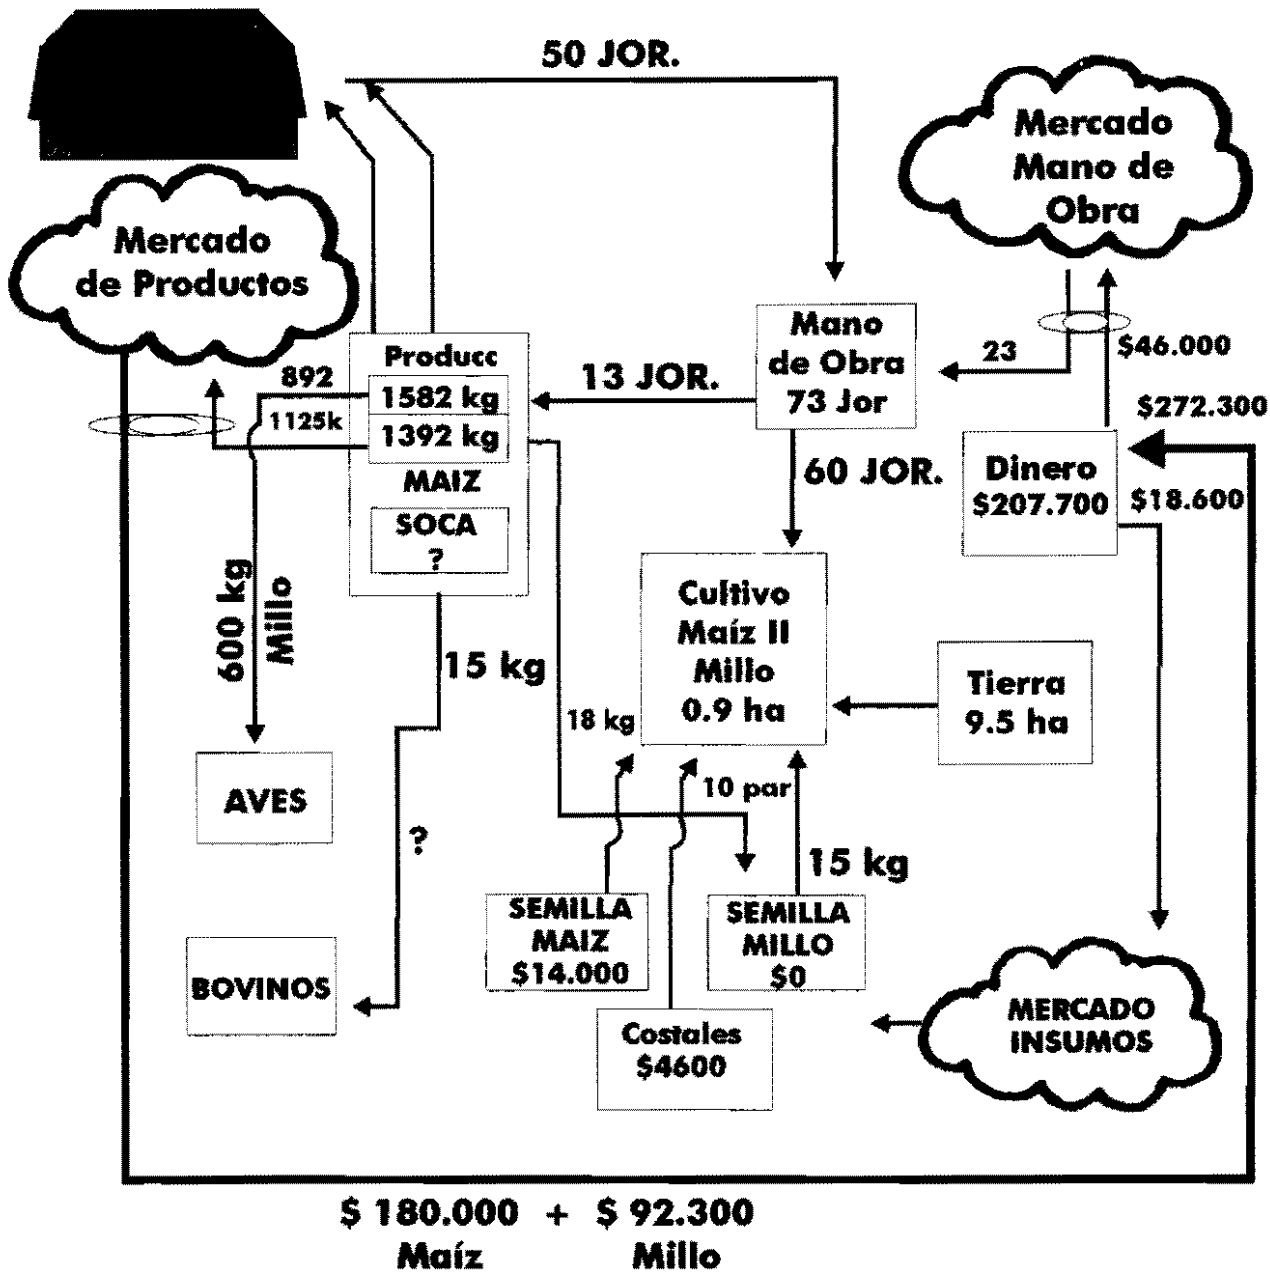 50 JOR.
Mercado
Mano de
Obra
Mercado
de Productos
Mano
de Obra
73 Jor
23
$46.000
Producc
892
1582 kg
13 JOR.
$272.300
1125k
1392 kg
MAIZ
60 JOR.
Dinero
$207.700
$18.600
SOCA
?
600 kg
Millo
15 kg
Cultivo
Maíz II
Millo
0.9 ha
Tierra
9.5 ha
18 kg
10 par
AVES
?
15 kg
SEMILLA
MAIZ
$14.000
SEMILLA
MILLO
$0
BOVINOS
Costales
$4600
MERCADO
INSUMOS
$ 180.000 + $ 92.300
Maíz Millo